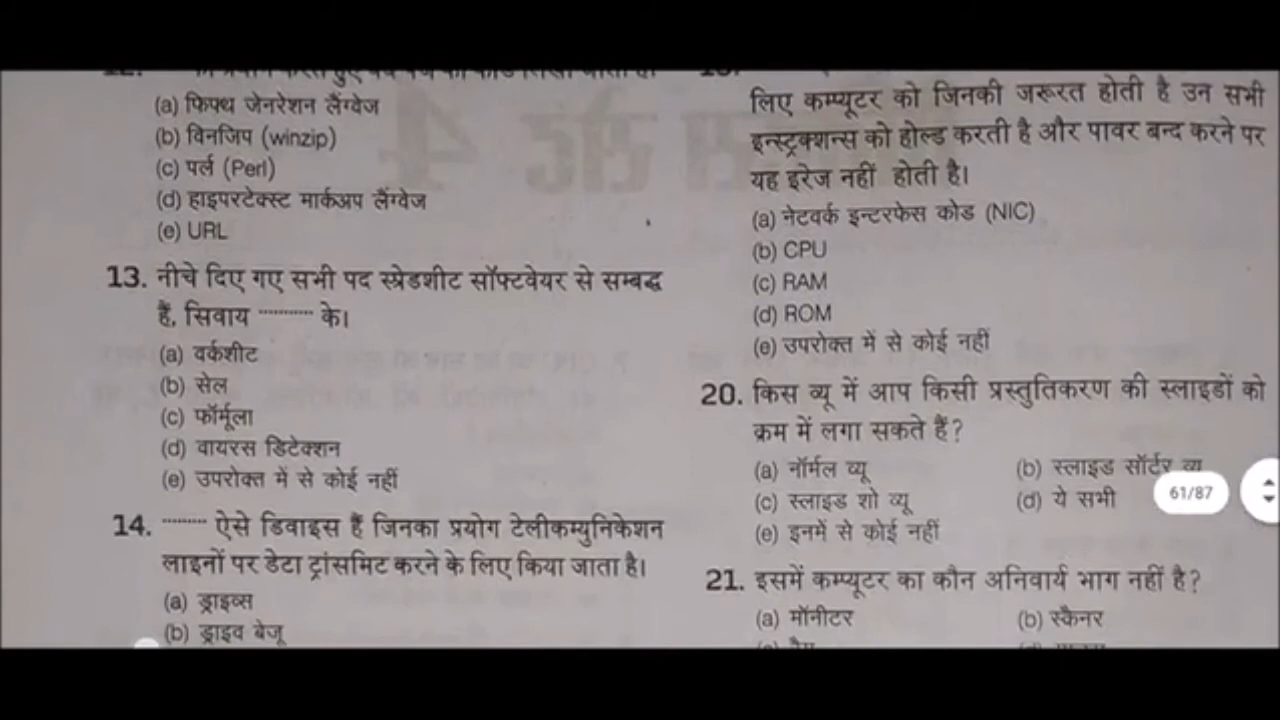 12.
(a) फिफ्थ जेनरेशन लैंग्वेज
(b) विनजिप (winzip)
(c) पर्ल (Perl)
(d) हाइपरटेक्स्ट मार्कअप लैंग्वेज
(e) URL
13. नीचे दिए गए सभी पद स्प्रेडशीट सॉफ्टवेयर से सम्बद्ध
हैं, सिवाय ............ के।
(a) वर्कशीट
(b) सेल
(c) फॉर्मूला
(d) वायरस डिटेक्शन
(e) उपरोक्त में से कोई नहीं
14. .......... ऐसे डिवाइस हैं जिनका प्रयोग टेलीकम्युनिकेशन
लाइनों पर डेटा ट्रांसमिट करने के लिए किया जाता है।
(a) ड्राइव्स
(b) ड्राइव बेजू
लिए कम्प्यूटर को जिनकी जरूरत होती है उन सभी
इन्स्ट्रक्शन्स को होल्ड करती है और पावर बन्द करने पर
यह इरेज नहीं होती है।
(a) नेटवर्क इन्टरफेस कोड (NIC)
(b) CPU
(c) RAM
(d) ROM
(e) उपरोक्त में से कोई नहीं
20. किस व्यू में आप किसी प्रस्तुतिकरण की स्लाइडों को
क्रम में लगा सकते हैं?
(a) नॉर्मल व्यू (b) स्लाइड सॉर्टर व्यू
(c) स्लाइड शो व्यू (d) ये सभी
(e) इनमें से कोई नहीं
21. इसमें कम्प्यूटर का कौन अनिवार्य भाग नहीं है?
(a) मॉनीटर (b) स्कैनर
61/87